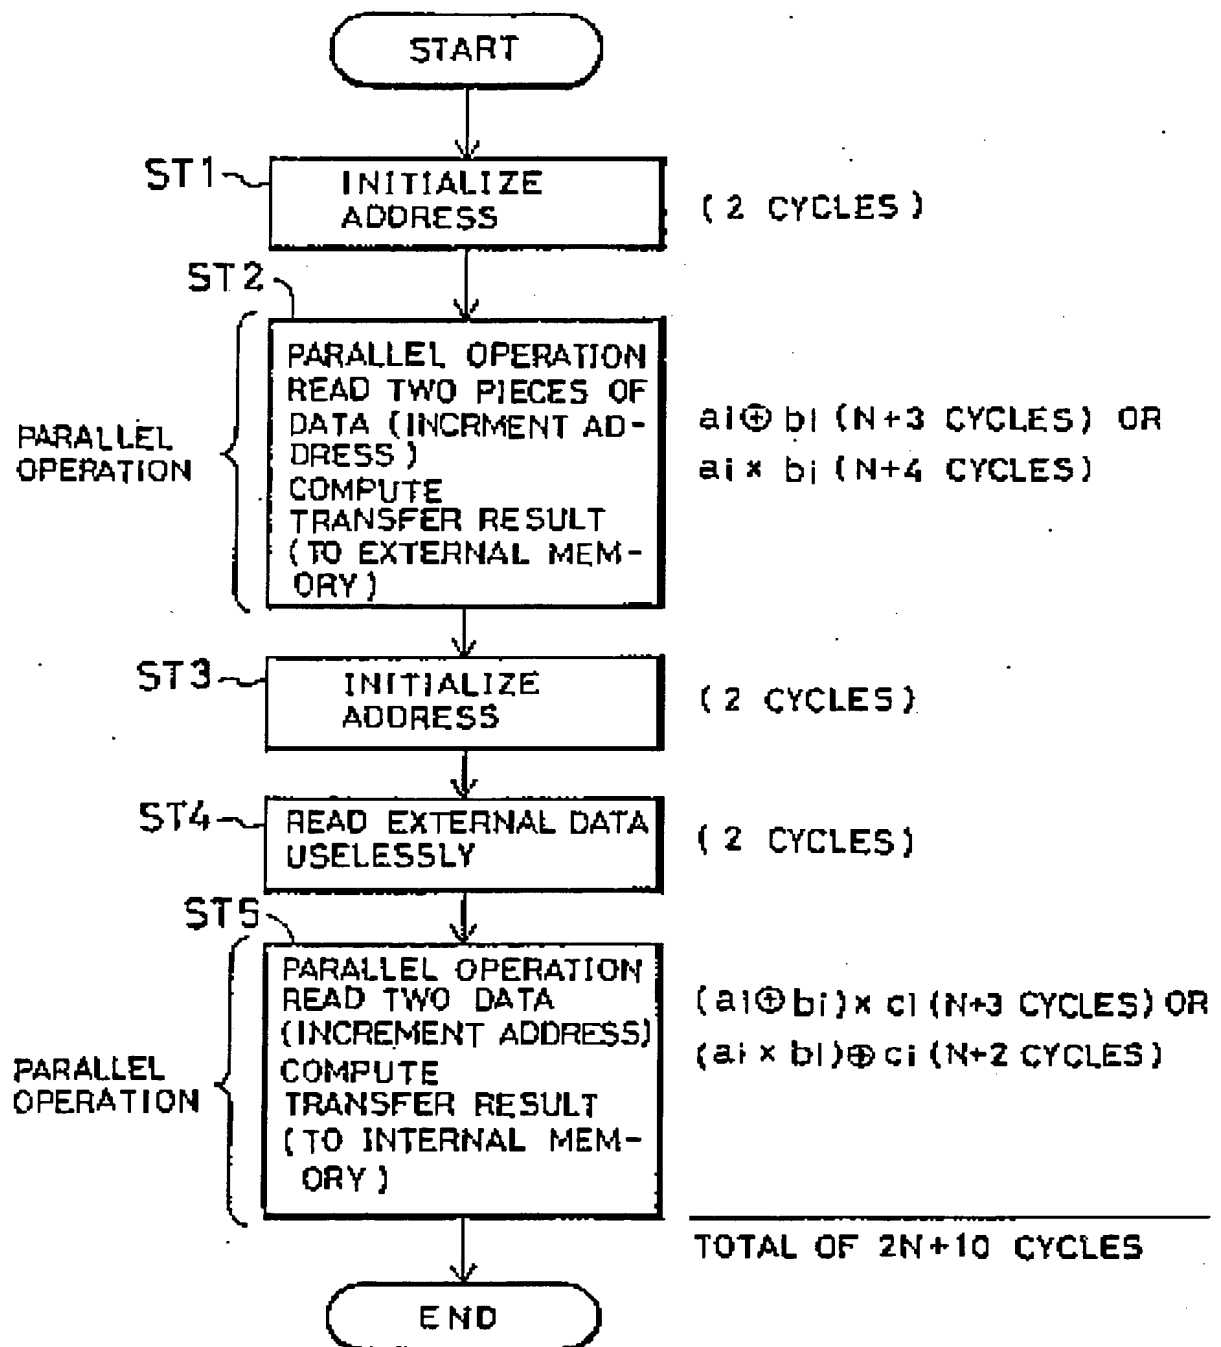 START
ST1
INITIALIZE
ADDRESS
(2 CYCLES)
ST2
PARALLEL
OPERATION
PARALLEL OPERATION
READ TWO PIECES OF
DATA (INCRMENT AD-
DRESS)
COMPUTE
TRANSFER RESULT
(TO EXTERNAL MEM-
ORY)
ai⊕bi (N+3 CYCLES) OR
ai × bi (N+4 CYCLES)
ST3
INITIALIZE
ADDRESS
(2 CYCLES)
ST4
READ EXTERNAL DATA
USELESSLY
(2 CYCLES)
ST5
PARALLEL
OPERATION
PARALLEL OPERATION
READ TWO DATA
(INCREMENT ADDRESS)
COMPUTE
TRANSFER RESULT
(TO INTERNAL MEM-
ORY)
(ai⊕bi)× ci (N+3 CYCLES) OR
(ai × bi)⊕ci (N+2 CYCLES)
TOTAL OF 2N+10 CYCLES
END